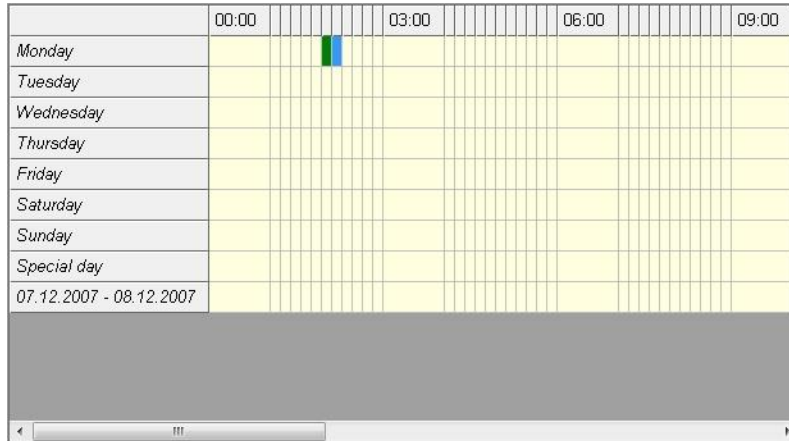 00:00 03:00 06:00 09:00
Monday
Tuesday
Wednesday
Thursday
Friday
Saturday
Sunday
Special day
07.12.2007 - 08.12.2007